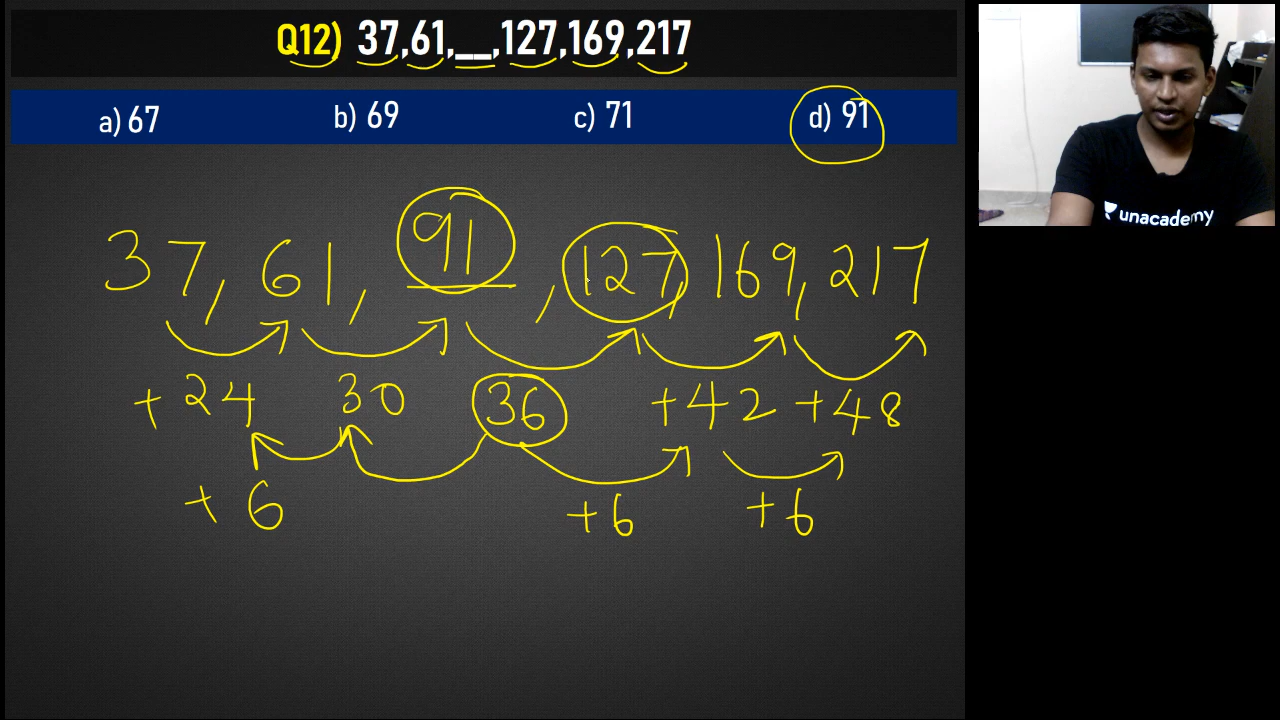 Q12) 37,61,__,127,169,217
a) 67 b) 69 c) 71 d) 91
unacademy
37, 61, 91, 127, 169, 217
+24 30 36 +42 +48
+6 +6 +6